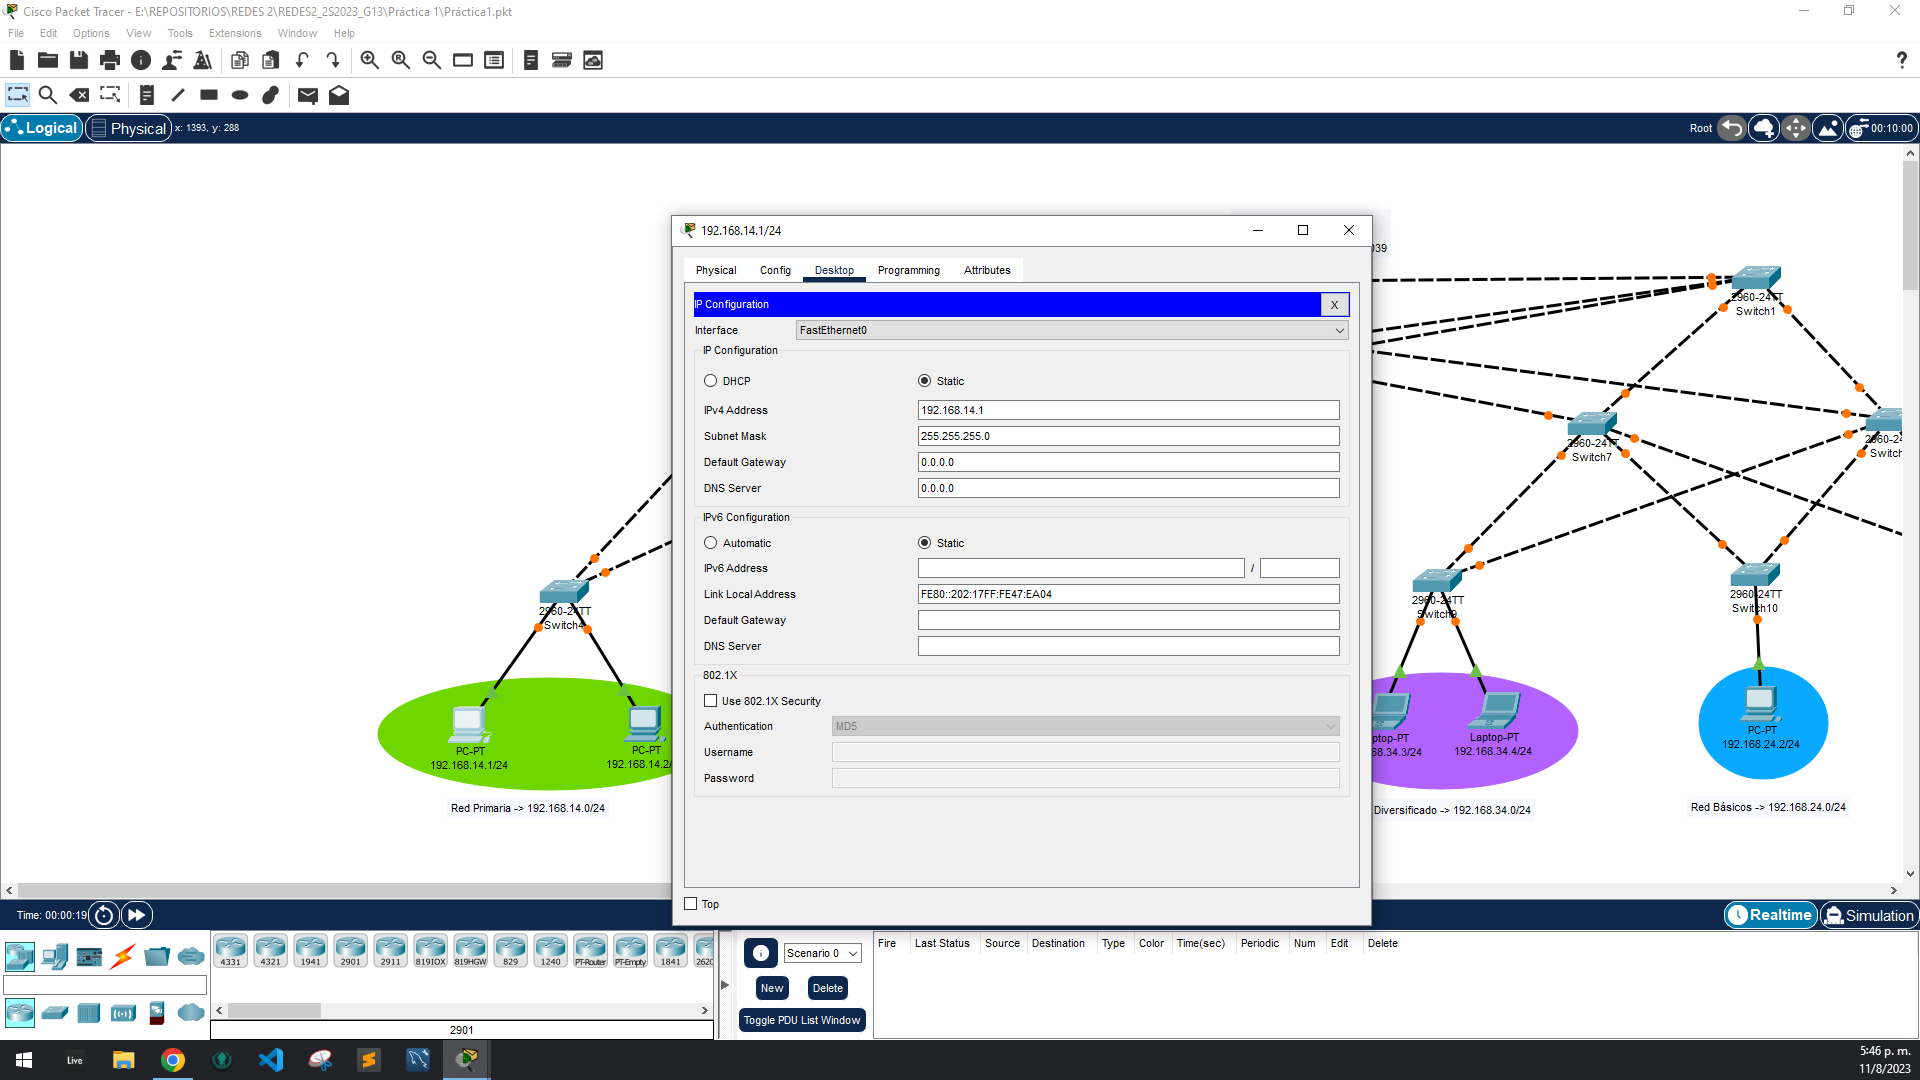 Cisco Packet Tracer - E:\REPOSITORIOS\REDES 2\REDES2_2S2023_G13\Práctica 1\Práctica1.pkt
File Edit Options View Tools Extensions Window Help
Logical Physical x: 1393, y: 288
Root 00:10:00
192.168.14.1/24
Physical Config Desktop Programming Attributes
IP Configuration X
Interface FastEthernet0
IP Configuration
DHCP Static
IPv4 Address 192.168.14.1
Subnet Mask 255.255.255.0
Default Gateway 0.0.0.0
DNS Server 0.0.0.0
IPv6 Configuration
Automatic Static
IPv6 Address /
Link Local Address FE80::202:17FF:FE47:EA04
Default Gateway
DNS Server
802.1X
Use 802.1X Security
Authentication MD5
Username
Password
Top
039
2960-24TT
Switch1
2960-24TT
Switch7
2960-24
Switch
2960-24TT
Switch4
2960-24TT
Switch9
2960-24TT
Switch10
PC-PT
192.168.14.1/24
PC-PT
192.168.14.2/
Red Primaria -> 192.168.14.0/24
ptop-PT
68.34.3/24
Laptop-PT
192.168.34.4/24
Diversificado -> 192.168.34.0/24
PC-PT
192.168.24.2/24
Red Básicos -> 192.168.24.0/24
Time: 00:00:19
Realtime Simulation
4331 4321 1941 2901 2911 819IOX 819HGW 829 1240 PT-Router PT-Empty 1841 2620
2901
Scenario 0
New Delete
Toggle PDU List Window
Fire Last Status Source Destination Type Color Time(sec) Periodic Num Edit Delete
Live
5:46 p. m.
11/8/2023